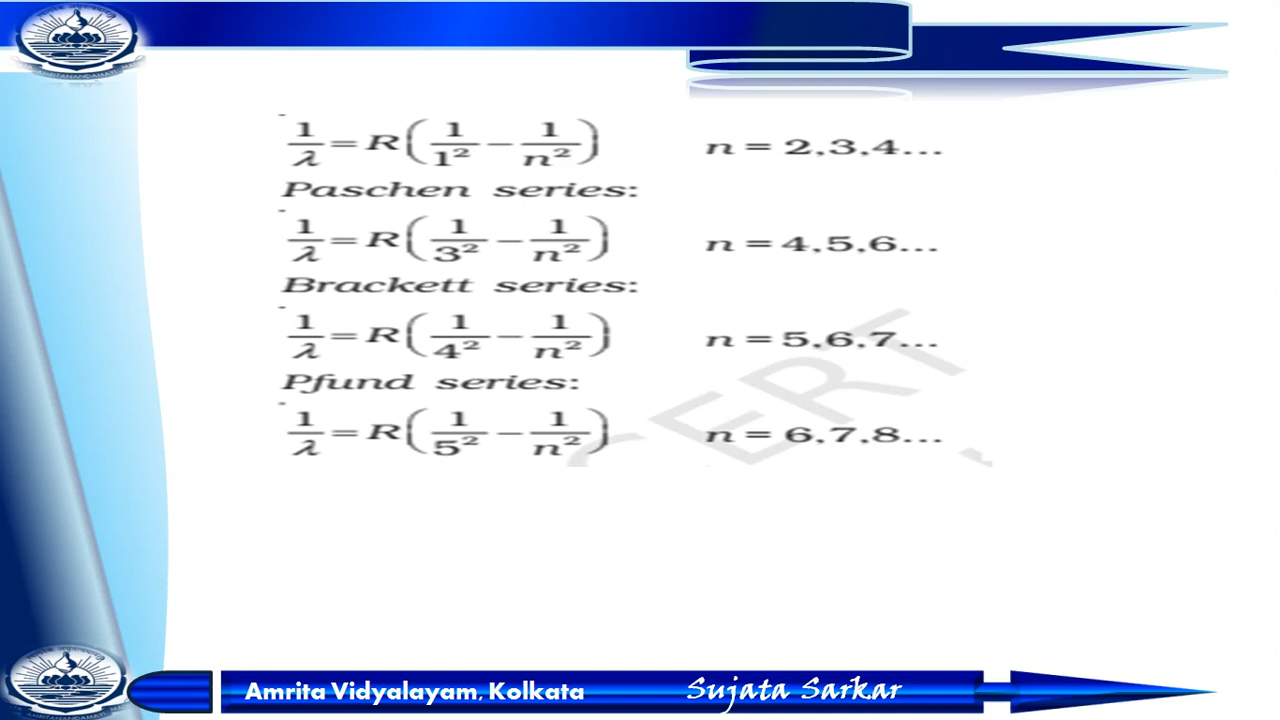 1/λ = R(1/1² − 1/n²) n = 2,3,4...
Paschen series:
1/λ = R(1/3² − 1/n²) n = 4,5,6...
Brackett series:
1/λ = R(1/4² − 1/n²) n = 5,6,7...
Pfund series:
1/λ = R(1/5² − 1/n²) n = 6,7,8...
Amrita Vidyalayam, Kolkata Sujata Sarkar